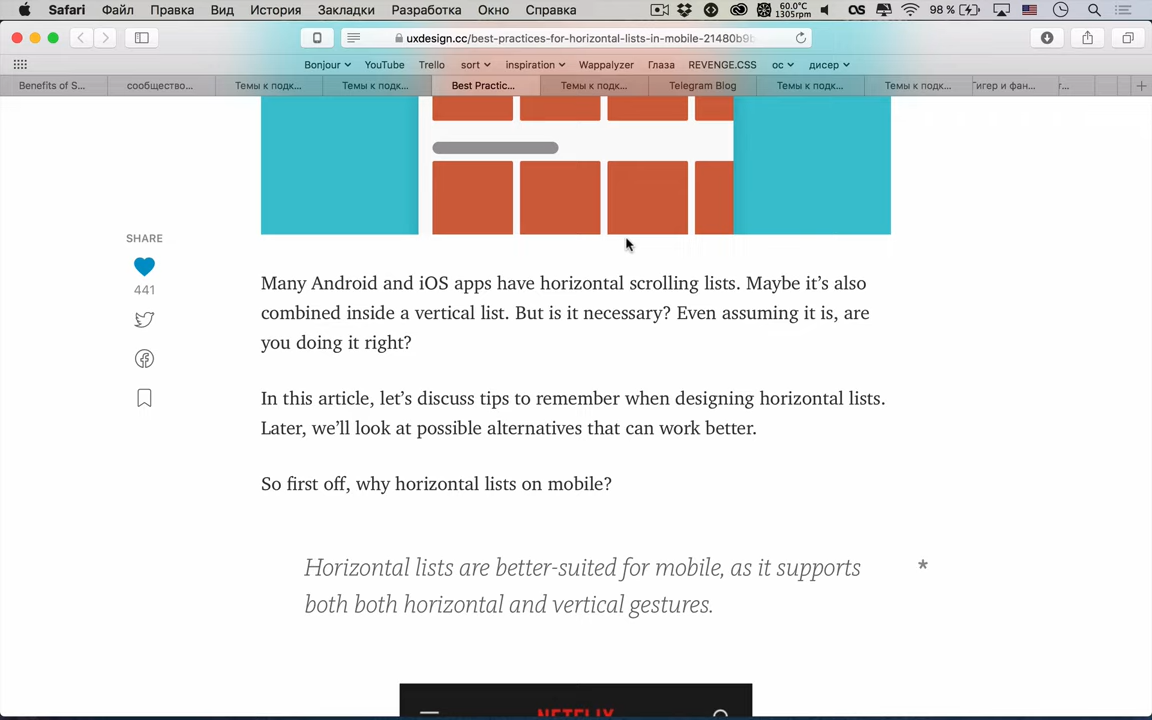 Safari Файл Правка Вид История Закладки Разработка Окно Справка 60.0°C 1305rpm 98 %
uxdesign.cc/best-practices-for-horizontal-lists-in-mobile-21480b9b
Bonjour YouTube Trello sort inspiration Wappalyzer Глаза REVENGE.CSS ос дисер
Benefits of S... сообщество... Темы к подк... Темы к подк... Best Practic... Темы к подк... Telegram Blog Темы к подк... Темы к подк... Гигер и фан...
SHARE
441
Many Android and iOS apps have horizontal scrolling lists. Maybe it’s also
combined inside a vertical list. But is it necessary? Even assuming it is, are
you doing it right?
In this article, let’s discuss tips to remember when designing horizontal lists.
Later, we’ll look at possible alternatives that can work better.
So first off, why horizontal lists on mobile?
Horizontal lists are better-suited for mobile, as it supports *
both both horizontal and vertical gestures.
NETFLIX